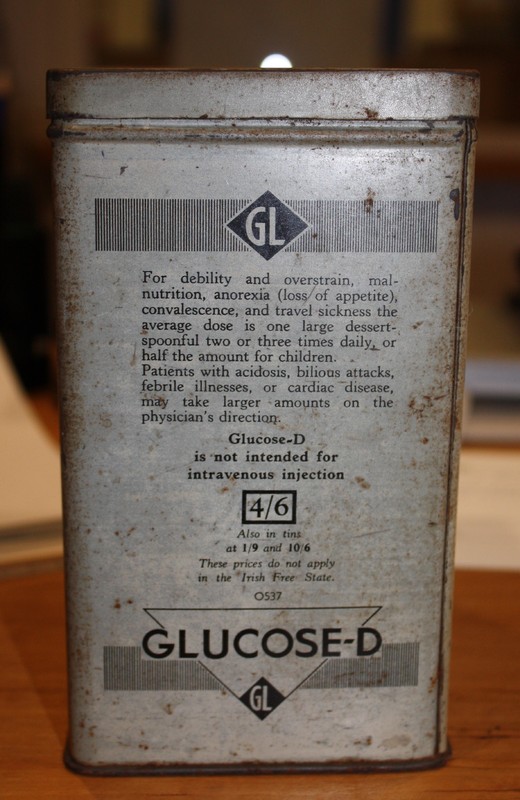 GL
For debility and overstrain, mal-
nutrition, anorexia (loss of appetite),
convalescence, and travel sickness the
average dose is one large dessert-
spoonful two or three times daily, or
half the amount for children.
Patients with acidosis, bilious attacks,
febrile illnesses, or cardiac disease,
may take larger amounts on the
physician's direction.
Glucose-D
is not intended for
intravenous injection
4/6
Also in tins
at 1/9 and 10/6
These prices do not apply
in the Irish Free State.
O537
GLUCOSE-D
GL